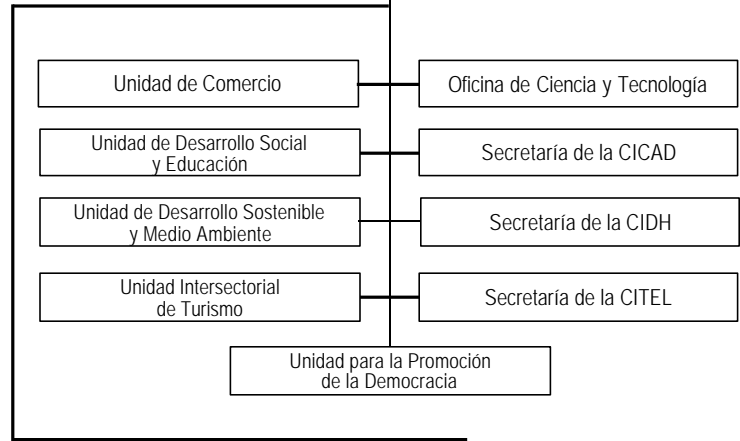 Unidad de Comercio
Oficina de Ciencia y Tecnología
Unidad de Desarrollo Social
y Educación
Secretaría de la CICAD
Unidad de Desarrollo Sostenible
y Medio Ambiente
Secretaría de la CIDH
Unidad Intersectorial
de Turismo
Secretaría de la CITEL
Unidad para la Promoción
de la Democracia